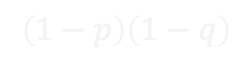 (1 − p)(1 − q)